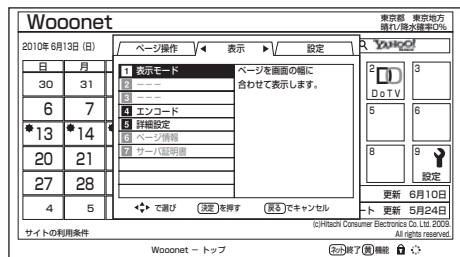 Wooonet
東京都 東京地方
晴れ/降水確率0%
2010年 6月13日 (日)
ページ操作 ◀ 表示 ▶ 設定
YAHOO!
日 月
30 31
6 7
13 14
20 21
27 28
4 5
1 表示モード
2 －－－
3 －－－
4 エンコード
5 詳細設定
6 ページ情報
7 サーバ証明書
ページを画面の幅に
合わせて表示します。
で選び 決定を押す 戻るでキャンセル
2 DoTV
3
5
6
8
9 設定
更新 6月10日
ト 更新 5月24日
サイトの利用条件
(c)Hitachi Consumer Electronics Co. Ltd. 2009.
All rights reserved.
Wooonet － トップ
ネット終了 黄機能